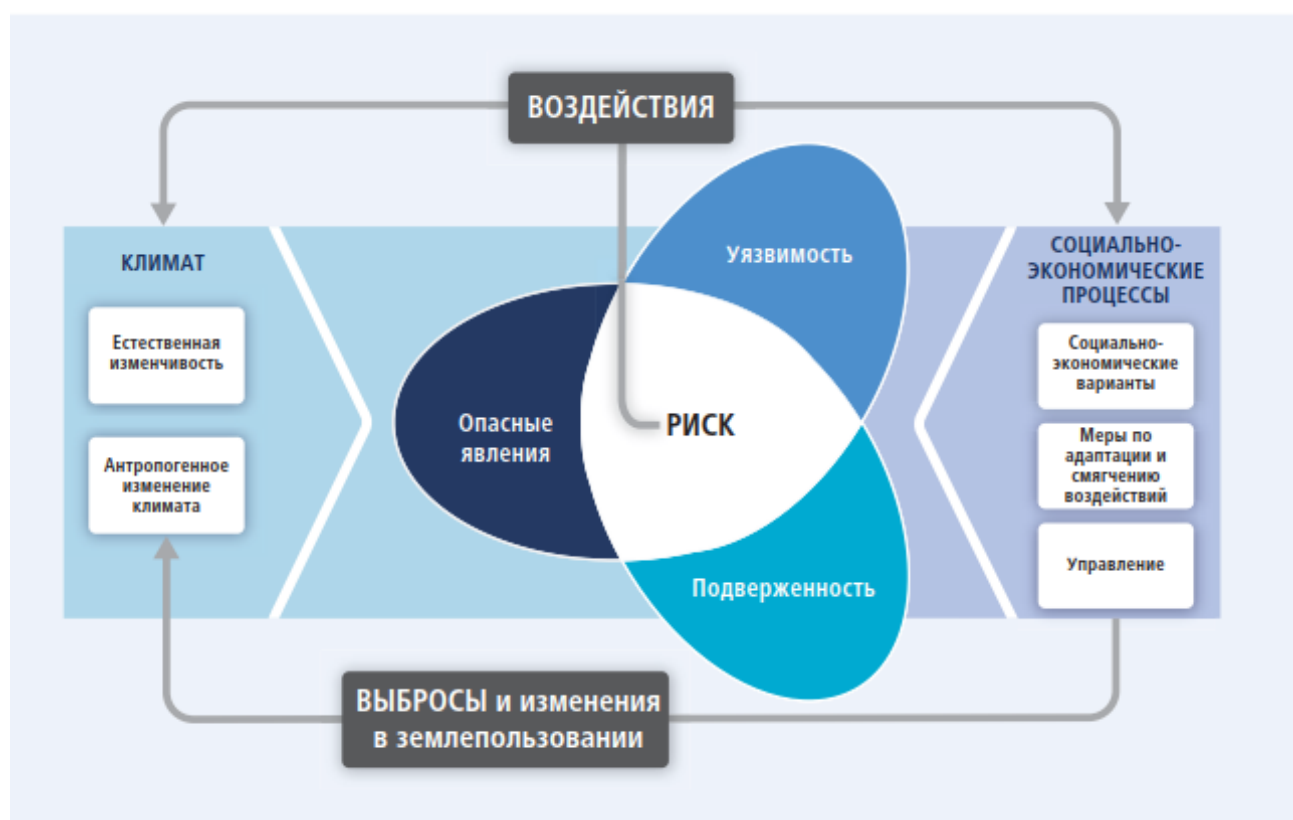 ВОЗДЕЙСТВИЯ
КЛИМАТ
Естественная
изменчивость
Антропогенное
изменение
климата
Уязвимость
Опасные
явления
РИСК
Подверженность
СОЦИАЛЬНО-
ЭКОНОМИЧЕСКИЕ
ПРОЦЕССЫ
Социально-
экономические
варианты
Меры по
адаптации и
смягчению
воздействий
Управление
ВЫБРОСЫ и изменения
в землепользовании